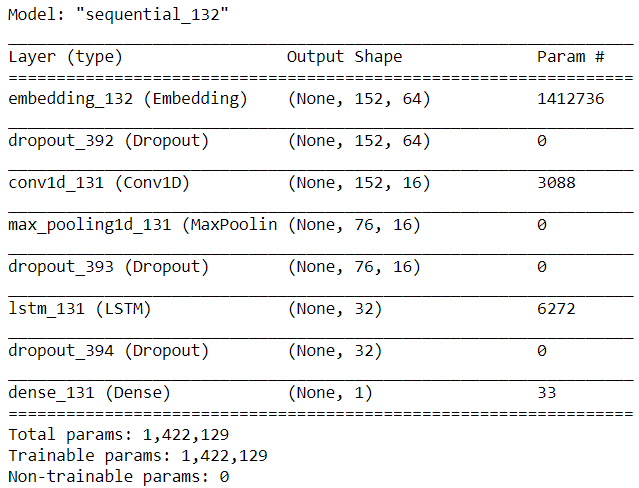 Model: "sequential_132"
_________________________________________________________________
Layer (type)                 Output Shape              Param #
=================================================================
embedding_132 (Embedding)    (None, 152, 64)           1412736
_________________________________________________________________
dropout_392 (Dropout)        (None, 152, 64)           0
_________________________________________________________________
conv1d_131 (Conv1D)          (None, 152, 16)           3088
_________________________________________________________________
max_pooling1d_131 (MaxPoolin (None, 76, 16)            0
_________________________________________________________________
dropout_393 (Dropout)        (None, 76, 16)            0
_________________________________________________________________
lstm_131 (LSTM)              (None, 32)                6272
_________________________________________________________________
dropout_394 (Dropout)        (None, 32)                0
_________________________________________________________________
dense_131 (Dense)            (None, 1)                 33
=================================================================
Total params: 1,422,129
Trainable params: 1,422,129
Non-trainable params: 0